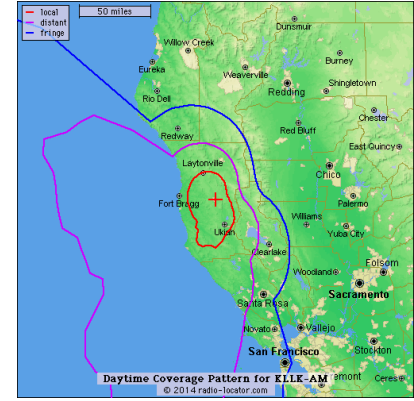 local
distant
fringe
50 miles
Dunsmuir
Willow Creek
Burney
Eureka
Weaverville
Shingletown
Redding
Rio Dell
Chester
Redway
Red Bluff
East Quincy
Laytonville
Chico
Fort Bragg
Palermo
Williams
Ukiah
Yuba City
Clearlake
Folsom
Woodland
Sacramento
Santa Rosa
Novato
Vallejo
San Francisco
Stockton
Daytime Coverage Pattern for KLLK-AM
emont
Ceres
© 2014 radio-locator.com